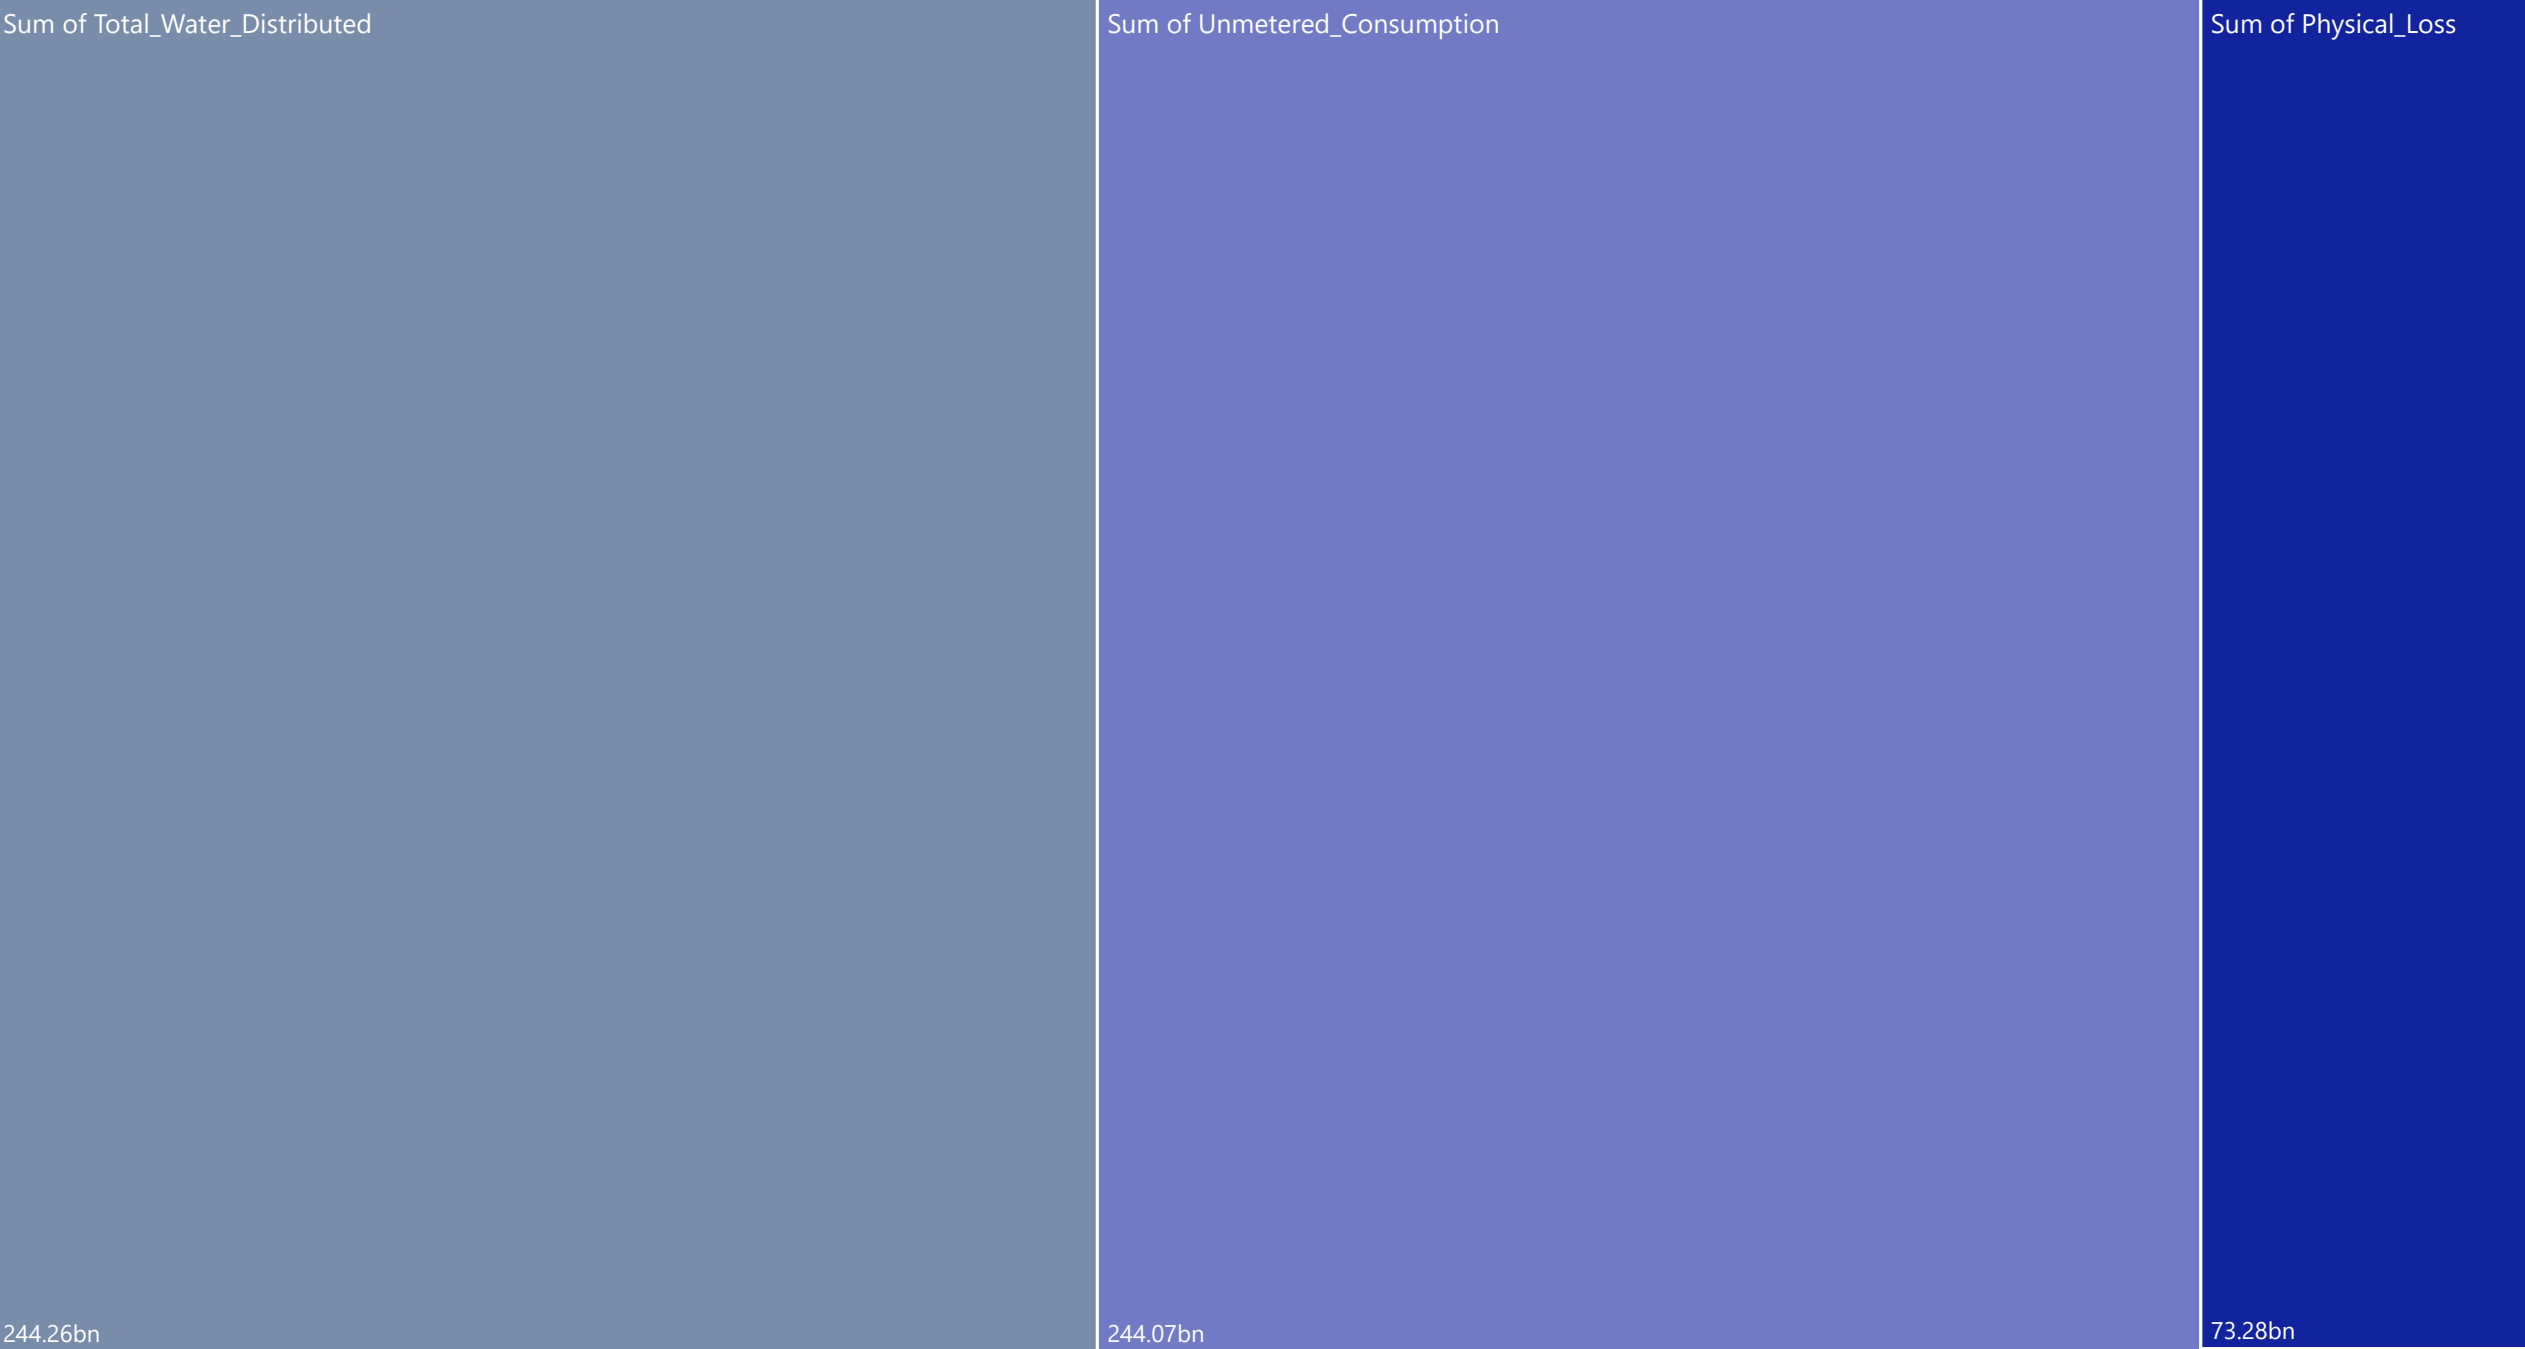 Sum of Total_Water_Distributed
244.26bn
Sum of Unmetered_Consumption
244.07bn
Sum of Physical_Loss
73.28bn